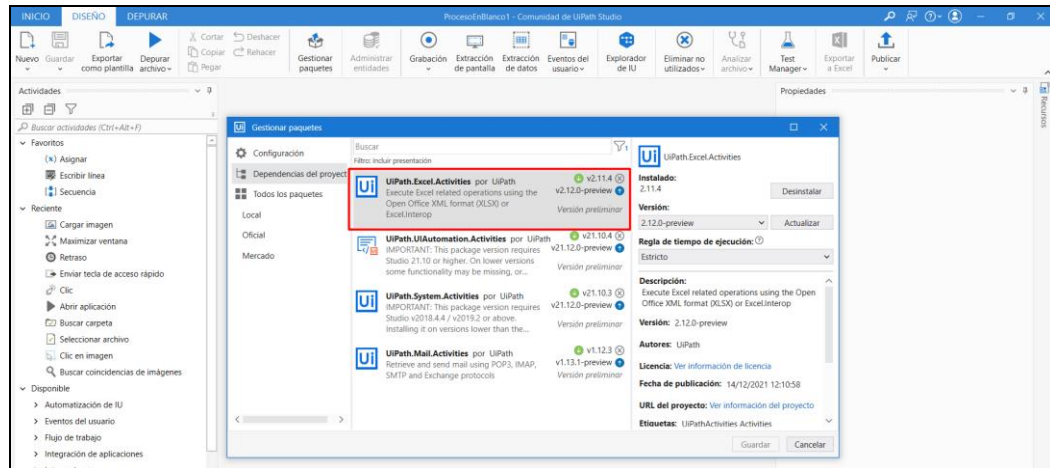 INICIO DISEÑO DEPURAR
ProcesoEnBlanco1 - Comunidad de UiPath Studio
Nuevo
Guardar
Exportar
como plantilla
Depurar
archivo
Cortar
Copiar
Pegar
Deshacer
Rehacer
Gestionar
paquetes
Administrar
entidades
Grabación
Extracción
de pantalla
Extracción
de datos
Eventos del
usuario
Explorador
de IU
Eliminar no
utilizados
Analizar
archivo
Test
Manager
Exportar
a Excel
Publicar
Actividades
Buscar actividades (Ctrl+Alt+F)
Favoritos
Asignar
Escribir línea
Secuencia
Reciente
Cargar imagen
Maximizar ventana
Retraso
Enviar tecla de acceso rápido
Clic
Abrir aplicación
Buscar carpeta
Seleccionar archivo
Clic en imagen
Buscar coincidencias de imágenes
Disponible
Automatización de IU
Eventos del usuario
Flujo de trabajo
Integración de aplicaciones
Ui Gestionar paquetes
Configuración
Dependencias del proyect
Todos los paquetes
Local
Oficial
Mercado
Buscar
Filtro: Incluir presentación
Ui
UiPath.Excel.Activities por UiPath
v2.11.4
Execute Excel related operations using the
v2.12.0-preview
Open Office XML format (XLSX) or
Excel.Interop
Versión preliminar
UiPath.UIAutomation.Activities por UiPath
v21.10.4
IMPORTANT: This package version requires
v21.12.0-preview
Studio 21.10 or higher. On lower versions
some functionality may be missing, or...
Versión preliminar
Ui
UiPath.System.Activities por UiPath
v21.10.3
IMPORTANT: This package version requires
v21.12.0-preview
Studio v2018.4.4 / v2019.2 or above.
Installing it on versions lower than the...
Versión preliminar
Ui
UiPath.Mail.Activities por UiPath
v1.12.3
Retrieve and send mail using POP3, IMAP,
v1.13.1-preview
SMTP and Exchange protocols
Versión preliminar
Ui UiPath.Excel.Activities
Instalado:
2.11.4
Desinstalar
Versión:
2.12.0-preview
Actualizar
Regla de tiempo de ejecución:
Estricto
Descripción:
Execute Excel related operations using the Open
Office XML format (XLSX) or Excel.Interop
Versión: 2.12.0-preview
Autores: UiPath
Licencia: Ver información de licencia
Fecha de publicación: 14/12/2021 12:10:58
URL del proyecto: Ver información del proyecto
Etiquetas: UiPathActivities Activities
Guardar
Cancelar
Propiedades
Recursos